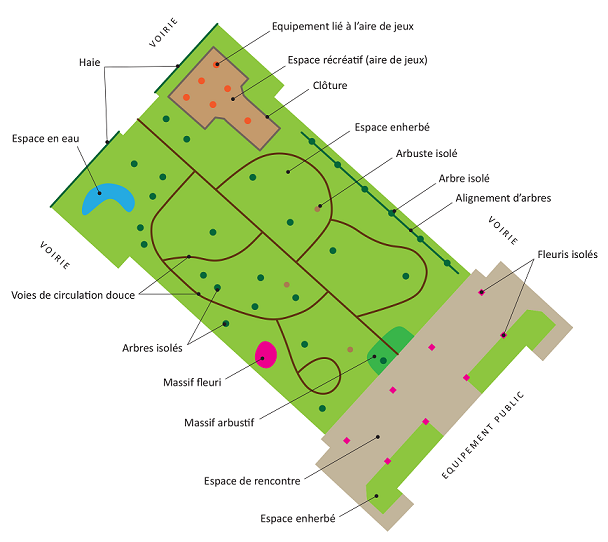 VOIRIE
Equipement lié à l'aire de jeux
Haie
Espace récréatif (aire de jeux)
Clôture
Espace enherbé
Espace en eau
Arbuste isolé
Arbre isolé
Alignement d'arbres
VOIRIE
VOIRIE
Fleuris isolés
Voies de circulation douce
Arbres isolés
Massif fleuri
Massif arbustif
EQUIPEMENT PUBLIC
Espace de rencontre
Espace enherbé